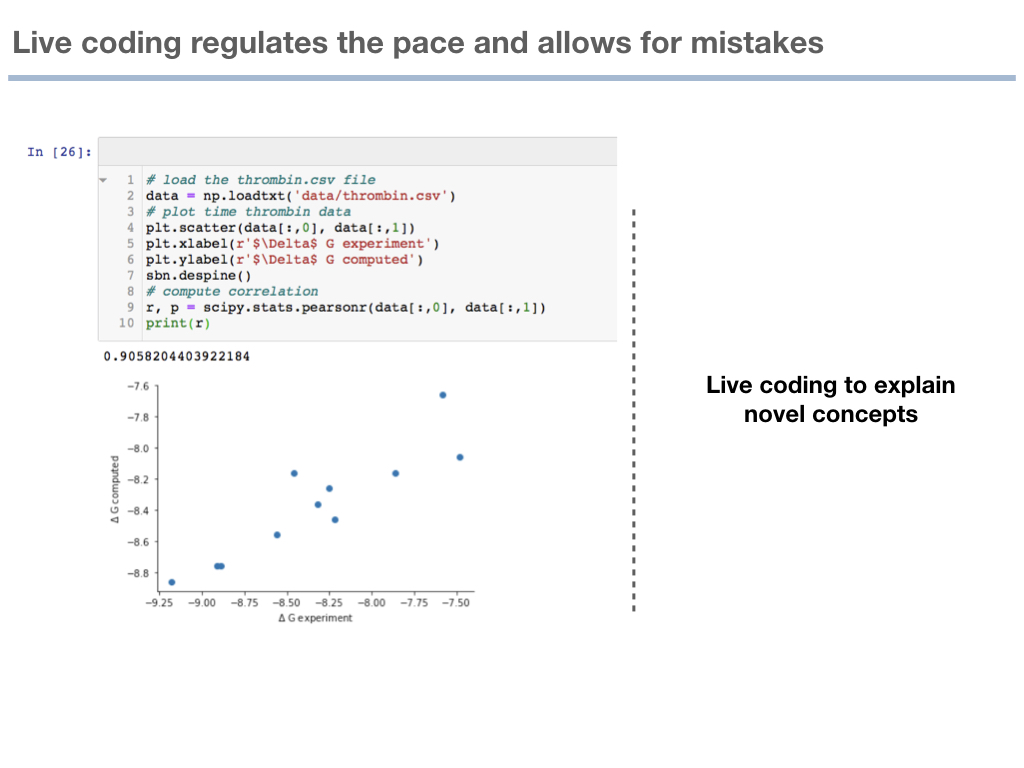 Live coding regulates the pace and allows for mistakes
In [26]:
1 # load the thrombin.csv file
2 data = np.loadtxt('data/thrombin.csv')
3 # plot time thrombin data
4 plt.scatter(data[:,0], data[:,1])
5 plt.xlabel(r'$\Delta$ G experiment')
6 plt.ylabel(r'$\Delta$ G computed')
7 sbn.despine()
8 # compute correlation
9 r, p = scipy.stats.pearsonr(data[:,0], data[:,1])
10 print(r)
0.9058204403922184
−7.6
−7.8
−8.0
−8.2
−8.4
−8.6
−8.8
Δ G computed
−9.25 −9.00 −8.75 −8.50 −8.25 −8.00 −7.75 −7.50
Δ G experiment
Live coding to explain
novel concepts